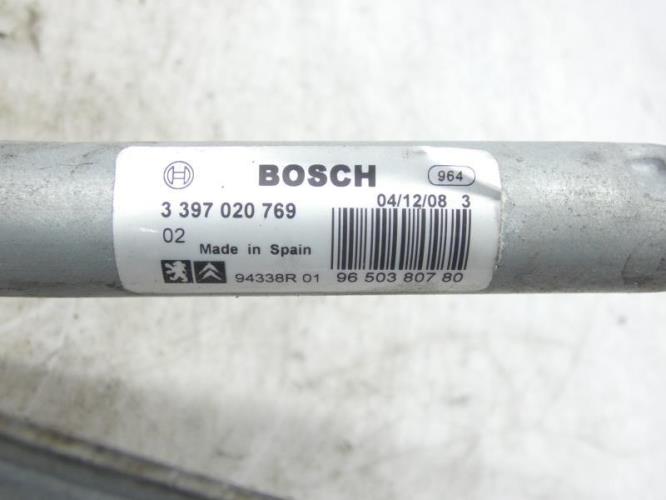 BOSCH 964
3 397 020 769 04/12/08 3
02 Made in Spain
94338R 01 96 503 807 80